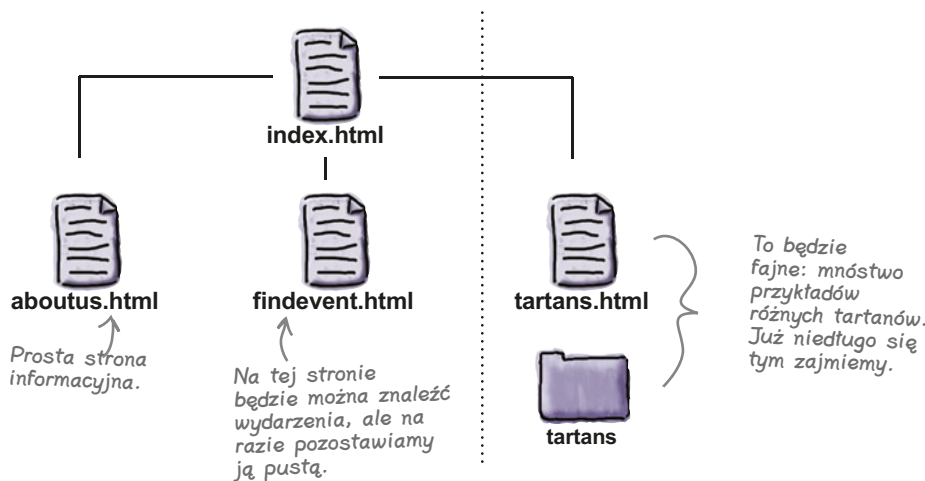 index.html
aboutus.html
findevent.html
tartans.html
Prosta strona
informacyjna.
Na tej stronie
będzie można znaleźć
wydarzenia, ale na
razie pozostawiamy
ją pustą.
tartans
To będzie
fajne: mnóstwo
przykładów
różnych tartanów.
Już niedługo się
tym zajmiemy.